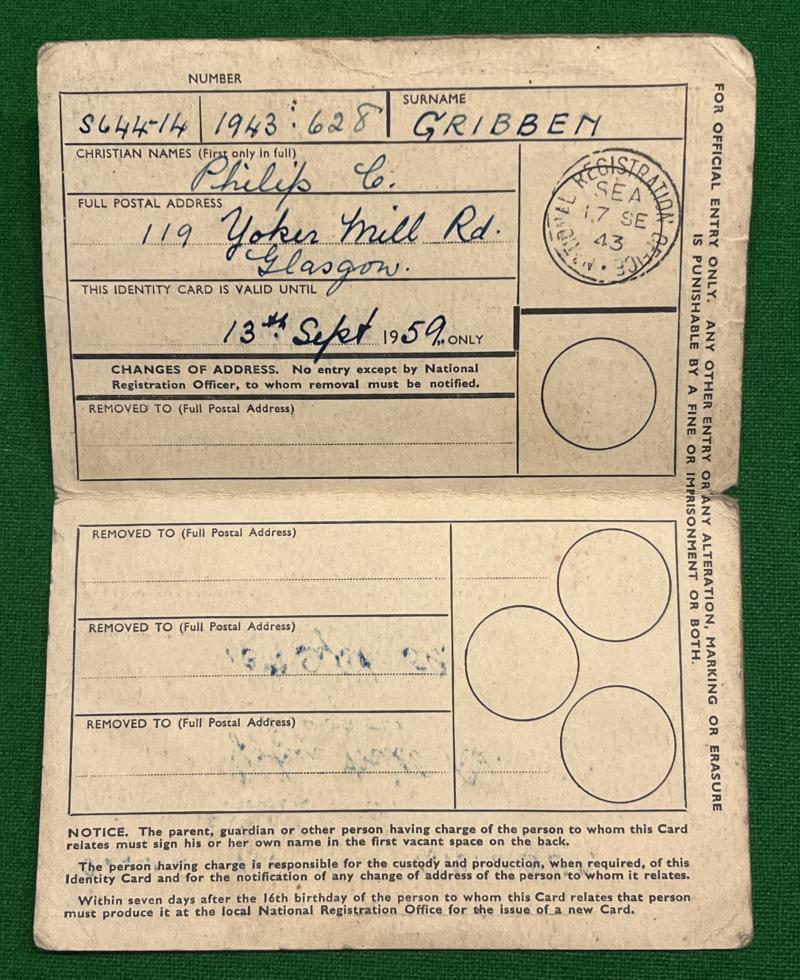 NUMBER
S644-14 1943: 628
SURNAME
GRIBBEN
CHRISTIAN NAMES (First only in full)
Philip C.
FULL POSTAL ADDRESS
119 Yoker Mill Rd.
Glasgow.
THIS IDENTITY CARD IS VALID UNTIL
13th Sept 1959. ONLY
NATIONAL REGISTRATION OFFICE
SEA
17 SE
43
CHANGES OF ADDRESS. No entry except by National
Registration Officer, to whom removal must be notified.
REMOVED TO (Full Postal Address)
REMOVED TO (Full Postal Address)
REMOVED TO (Full Postal Address)
REMOVED TO (Full Postal Address)
NOTICE. The parent, guardian or other person having charge of the person to whom this Card
relates must sign his or her own name in the first vacant space on the back.
The person having charge is responsible for the custody and production, when required, of this
Identity Card and for the notification of any change of address of the person to whom it relates.
Within seven days after the 16th birthday of the person to whom this Card relates that person
must produce it at the local National Registration Office for the issue of a new Card.
FOR OFFICIAL ENTRY ONLY. ANY OTHER ENTRY OR ANY ALTERATION, MARKING OR ERASURE
IS PUNISHABLE BY A FINE OR IMPRISONMENT OR BOTH.